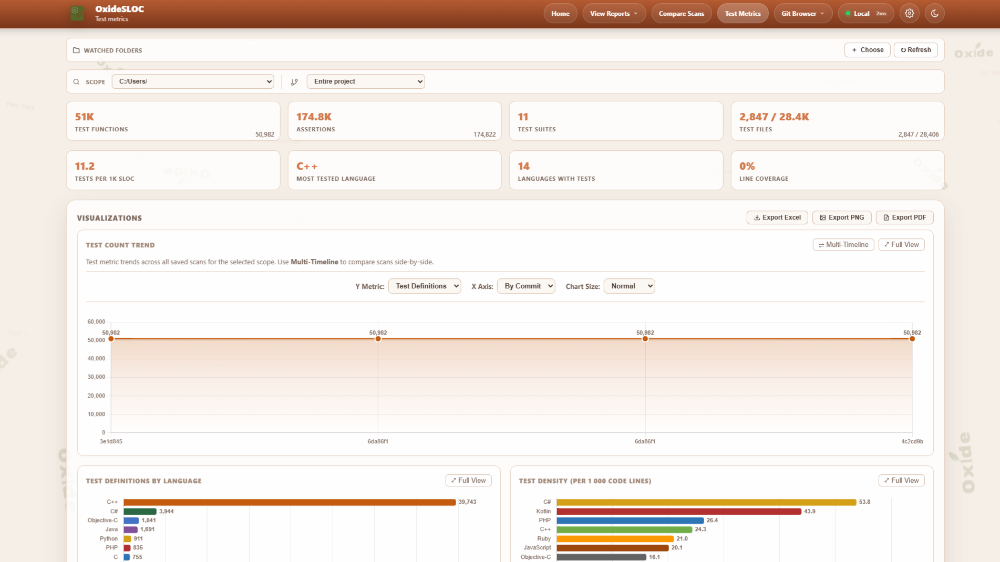 OxideSLOC
Test metrics
Home
View Reports
Compare Scans
Test Metrics
Git Browser
Local 2ms
WATCHED FOLDERS
+ Choose
↻ Refresh
SCOPE
C:/Users/
Entire project
51K
TEST FUNCTIONS
50,982
174.8K
ASSERTIONS
174,822
11
TEST SUITES
2,847 / 28.4K
TEST FILES
2,847 / 28,406
11.2
TESTS PER 1K SLOC
C++
MOST TESTED LANGUAGE
14
LANGUAGES WITH TESTS
0%
LINE COVERAGE
VISUALIZATIONS
Export Excel
Export PNG
Export PDF
TEST COUNT TREND
⇌ Multi-Timeline
⤢ Full View
Test metric trends across all saved scans for the selected scope. Use Multi-Timeline to compare scans side-by-side.
Y Metric: Test Definitions
X Axis: By Commit
Chart Size: Normal
60,000
50,000
40,000
30,000
20,000
10,000
0
50,982
50,982
50,982
50,982
3e1d845
6da86f1
6da86f1
4c2cd9b
TEST DEFINITIONS BY LANGUAGE
⤢ Full View
C++ 39,743
C# 3,944
Objective-C 1,841
Java 1,691
Python 911
PHP 835
C 755
TEST DENSITY (PER 1 000 CODE LINES)
⤢ Full View
C# 53.8
Kotlin 43.9
PHP 26.4
C++ 24.3
Ruby 21.0
JavaScript 20.1
Objective-C 16.1
oxide
oxide
oxide